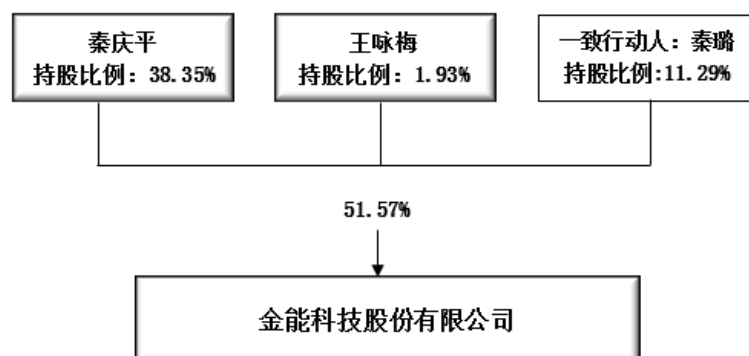 秦庆平
持股比例：38.35%
王咏梅
持股比例：1.93%
一致行动人：秦璐
持股比例:11.29%
51.57%
金能科技股份有限公司